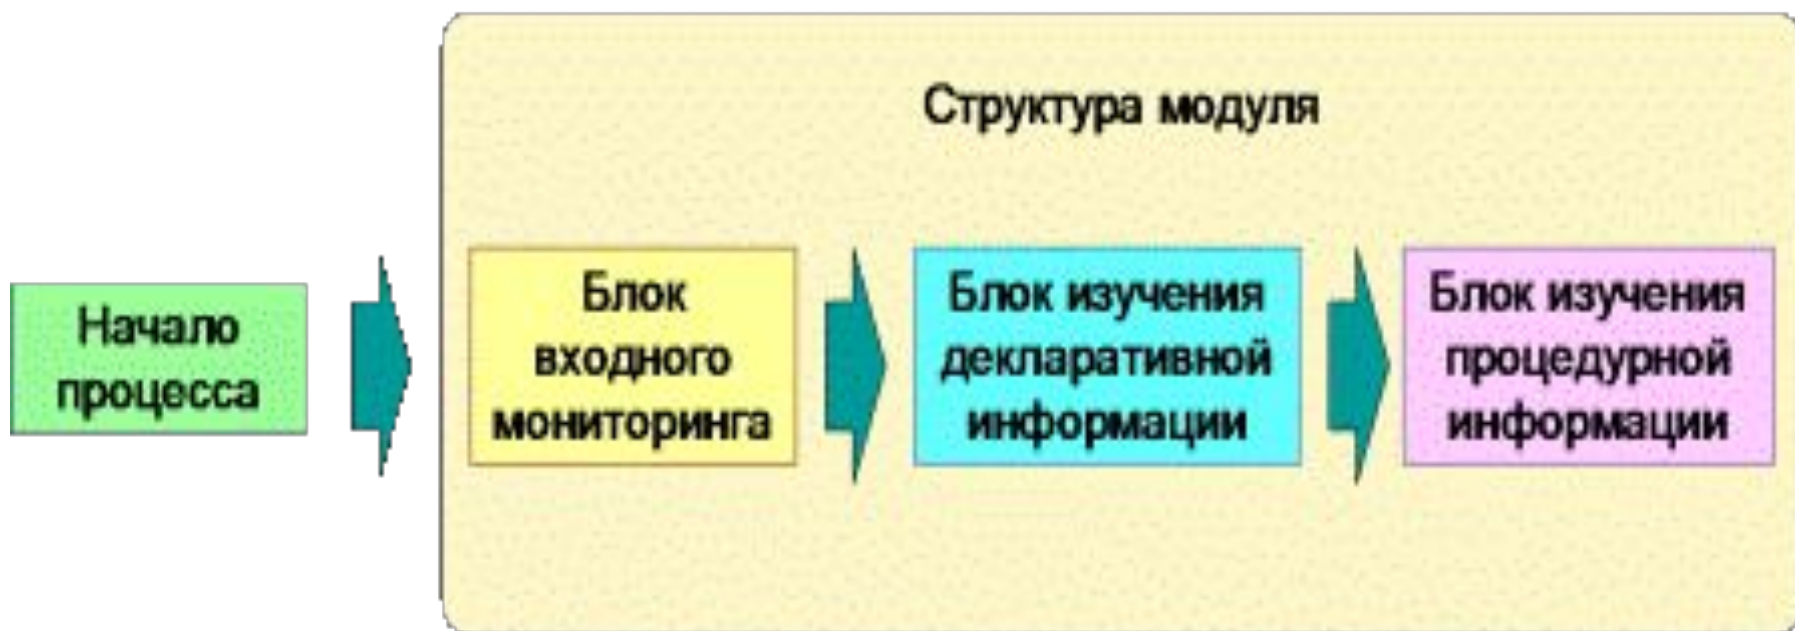 Структура модуля
Начало
процесса
Блок
входного
мониторинга
Блок изучения
декларативной
информации
Блок изучения
процедурной
информации